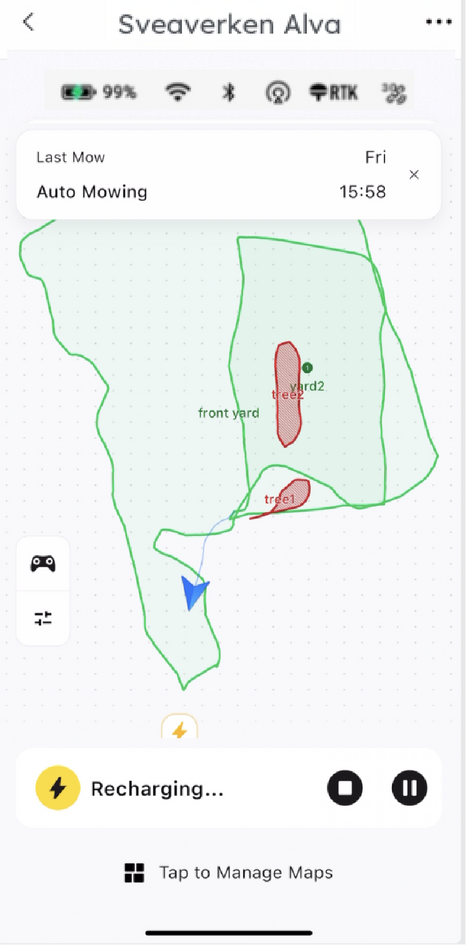 Sveaverken Alva
99%
RTK
Last Mow Fri
Auto Mowing 15:58
1
yard2
tree2
front yard
tree1
Recharging...
Tap to Manage Maps